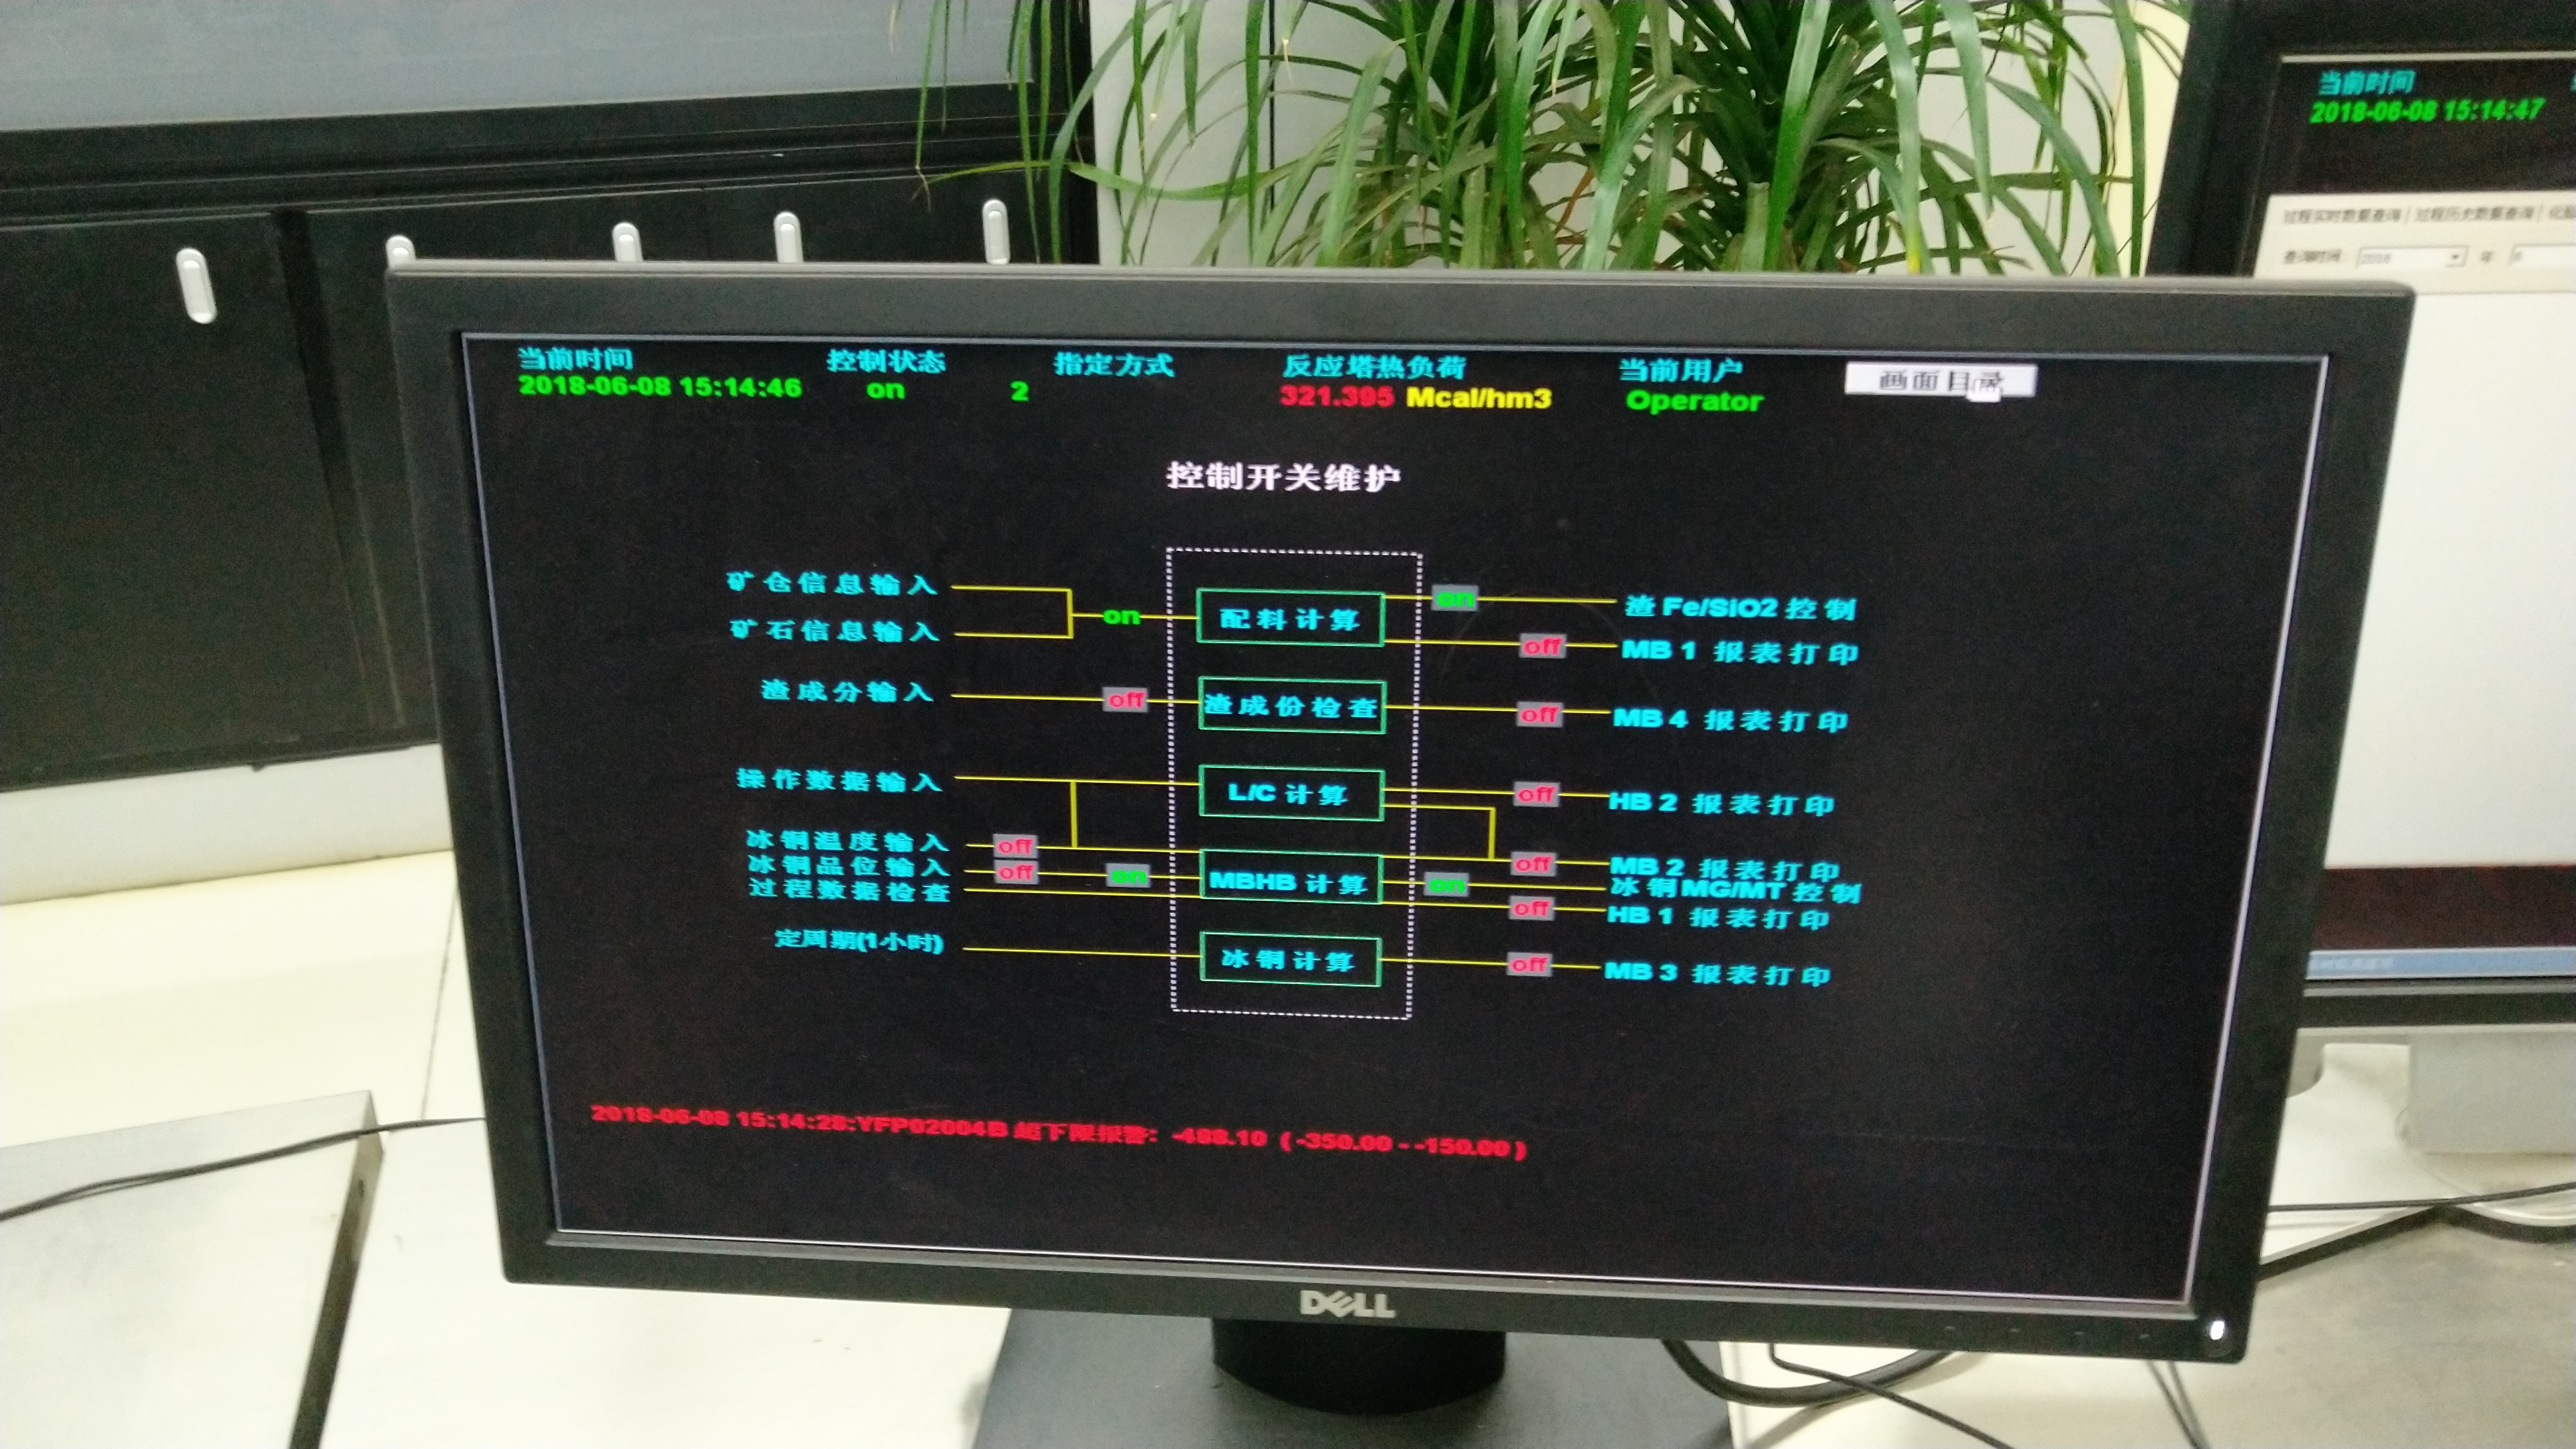 当前时间
2018-06-08 15:14:47
过程实时数据查询 过程历史数据查询
查询时间 2018 年 6
当前时间 控制状态 指定方式 反应塔热负荷 当前用户 画面目录
2018-06-08 15:14:46 on 2 321.395 Mcal/hm3 Operator
控制开关维护
矿仓信息输入
矿石信息输入
on 配料计算
on 渣 Fe/SiO2 控制
off MB 1 报表打印
渣成分输入 off 渣成份检查 off MB 4 报表打印
操作数据输入 L/C 计算 off HB 2 报表打印
冰铜温度输入 off
冰铜品位输入 off on MBHB 计算
过程数据检查
off MB 2 报表打印
on 冰铜MG/MT 控制
off HB 1 报表打印
定周期(1小时) 冰铜计算 off MB 3 报表打印
2018-06-08 15:14:28:YFP02004B 超下限报警: -488.10 ( -350.00 - -150.00 )
DELL